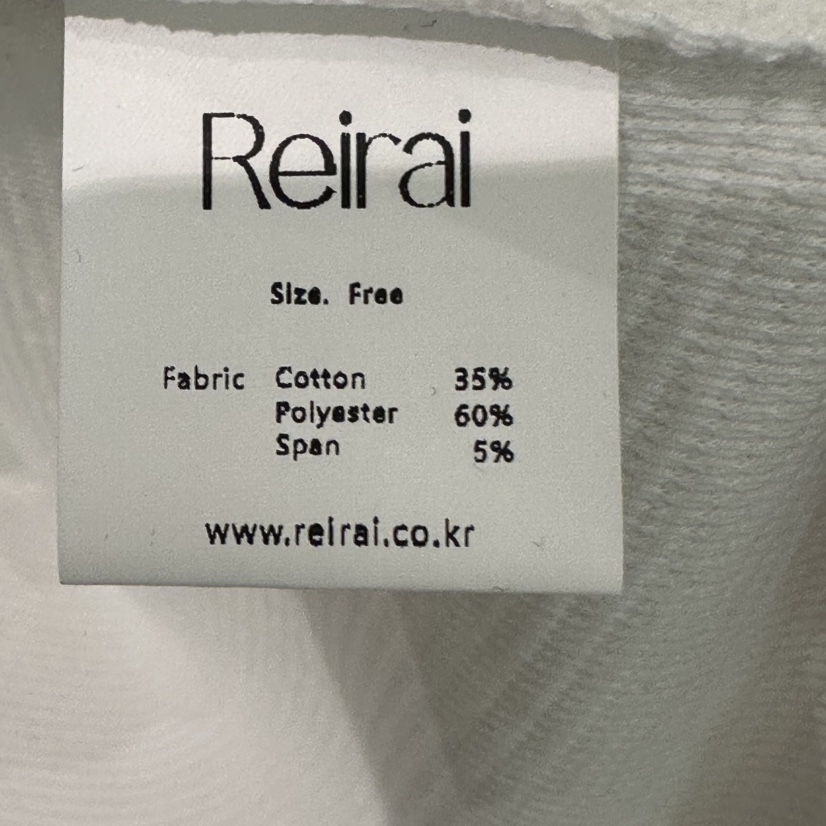 Reirai
Size. Free
Fabric Cotton 35%
Polyester 60%
Span 5%
www.reirai.co.kr